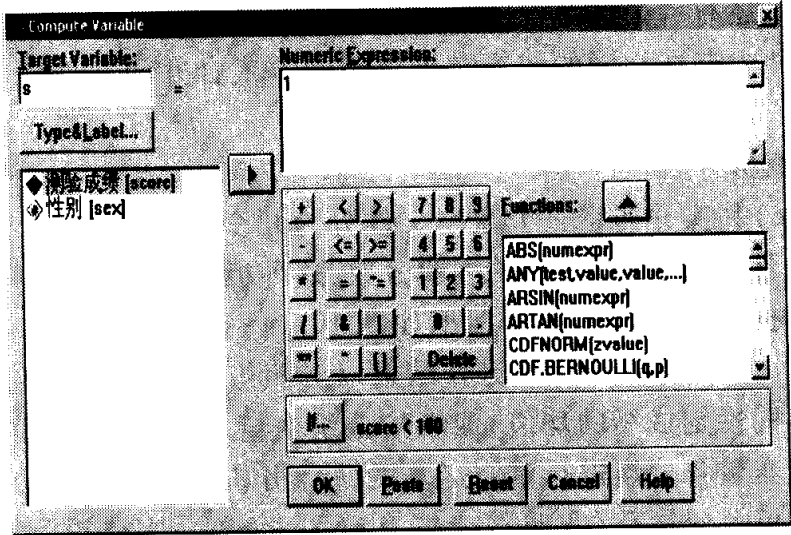 Compute Variable
Target Variable:
s
=
Type&Label...
测验成绩 [score]
性别 [sex]
Numeric Expression:
1
+ < > 7 8 9
- <= >= 4 5 6
* = ~= 1 2 3
/ & | 0 .
** ~ () Delete
Functions:
ABS(numexpr)
ANY(test,value,value,...)
ARSIN(numexpr)
ARTAN(numexpr)
CDFNORM(zvalue)
CDF.BERNOULLI(q,p)
If... score < 100
OK Paste Reset Cancel Help